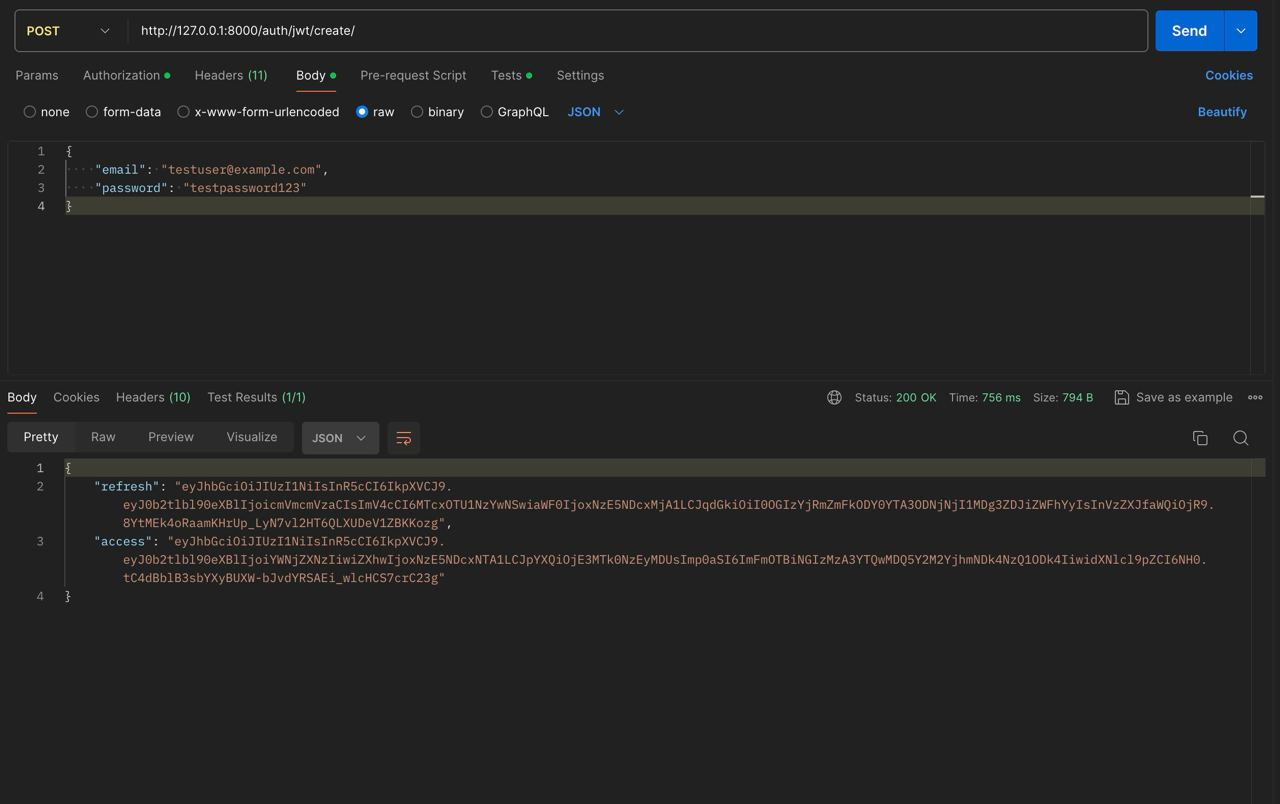 POST http://127.0.0.1:8000/auth/jwt/create/ Send
Params Authorization Headers (11) Body Pre-request Script Tests Settings Cookies
none form-data x-www-form-urlencoded raw binary GraphQL JSON Beautify
1 {
2 "email": "testuser@example.com",
3 "password": "testpassword123"
4 }
Body Cookies Headers (10) Test Results (1/1) Status: 200 OK Time: 756 ms Size: 794 B Save as example
Pretty Raw Preview Visualize JSON
1 {
2 "refresh": "eyJhbGciOiJIUzI1NiIsInR5cCI6IkpXVCJ9.
eyJ0b2tlbl90eXBlIjoicmVmcmVzaCIsImV4cCI6MTcxOTU1NzYwNSwiaWF0IjoxNzE5NDcxMjA1LCJqdGkiOiI0OGIzYjRmZmFkODY0YTA3ODNjNjI1MDg3ZDJiZWFhYyIsInVzZXJfaWQiOjR9.
8YtMEk4oRaamKHrUp_LyN7vl2HT6QLXUDeV1ZBKKozg",
3 "access": "eyJhbGciOiJIUzI1NiIsInR5cCI6IkpXVCJ9.
eyJ0b2tlbl90eXBlIjoiYWNjZXNzIiwiZXhwIjoxNzE5NDcxNTA1LCJpYXQiOjE3MTk0NzEyMDUsImp0aSI6ImFmOTBiNGIzMzA3YTQwMDQ5Y2M2YjhmNDk4NzQ1ODk4IiwidXNlcl9pZCI6NH0.
tC4dBblB3sbYXyBUXW-bJvdYRSAEi_wlcHCS7crC23g"
4 }